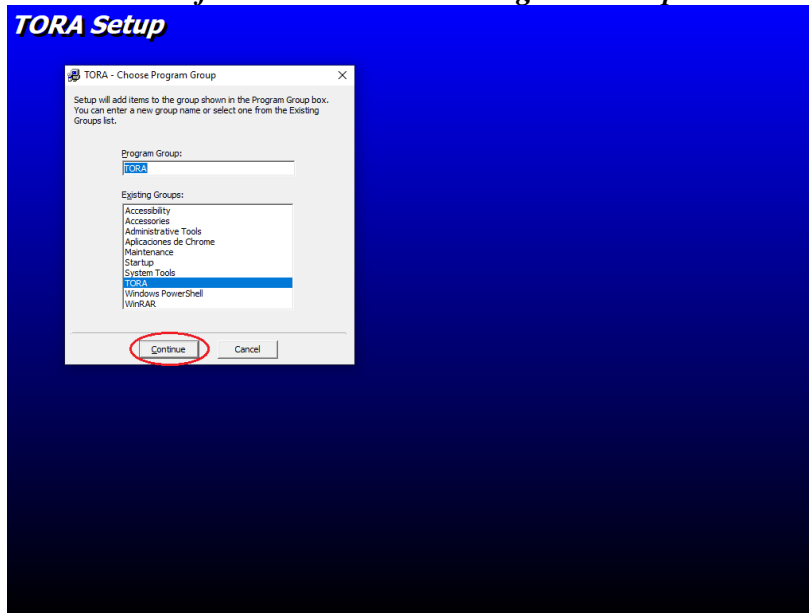 TORA Setup
TORA - Choose Program Group
Setup will add items to the group shown in the Program Group box.
You can enter a new group name or select one from the Existing
Groups list.
Program Group:
TORA
Existing Groups:
Accessibility
Accessories
Administrative Tools
Aplicaciones de Chrome
Maintenance
Startup
System Tools
TORA
Windows PowerShell
WinRAR
Continue
Cancel